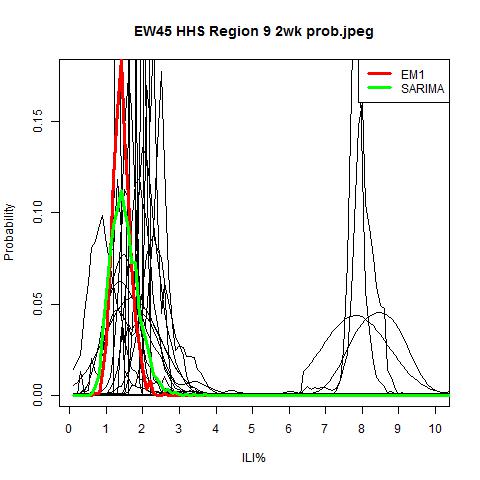 EW45 HHS Region 9 2wk prob.jpeg
EM1
SARIMA
Probability
0.15
0.10
0.05
0.00
0 1 2 3 4 5 6 7 8 9 10
ILI%